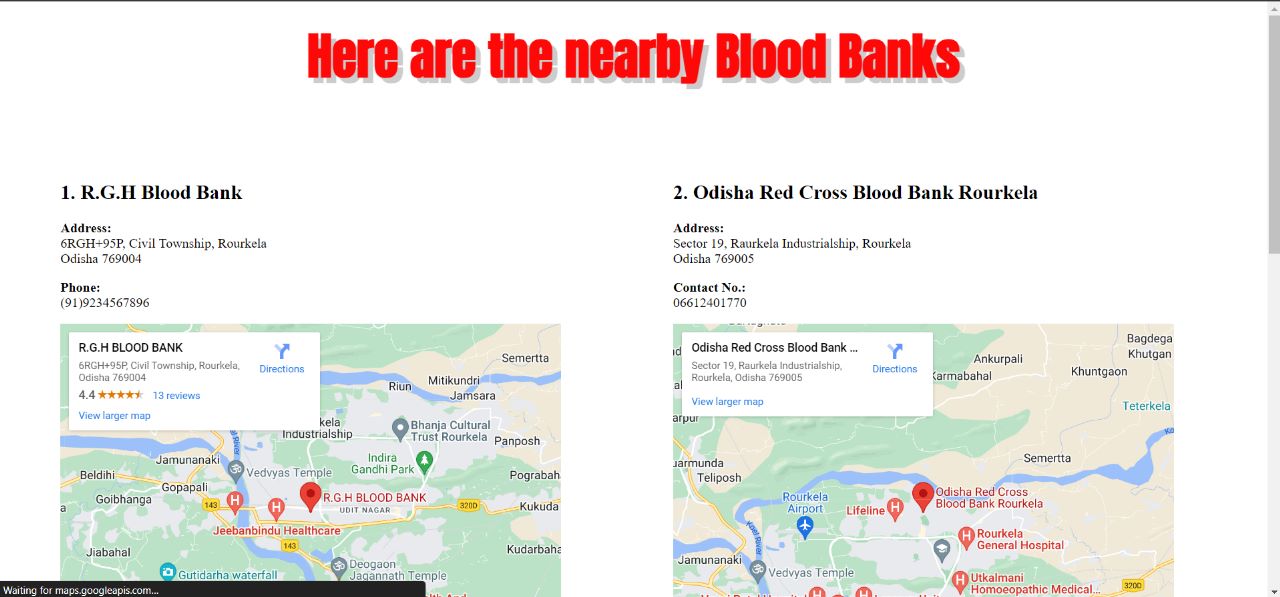 Here are the nearby Blood Banks
1. R.G.H Blood Bank
Address:
6RGH+95P, Civil Township, Rourkela
Odisha 769004
Phone:
(91)9234567896
R.G.H BLOOD BANK
6RGH+95P, Civil Township, Rourkela,
Odisha 769004
Directions
4.4
13 reviews
View larger map
Semertta
Riun
Mitikundri
Jamsara
Industrialship
Bhanja Cultural
Trust Rourkela
Panposh
Indira
Gandhi Park
Jamunanaki
Vedvyas Temple
Beldihi
Gopapali
Goibhanga
143
R.G.H BLOOD BANK
UDIT NAGAR
320D
Kukuda
Jeebanbindu Healthcare
143
Jiabahal
Deogaon
Jagannath Temple
Gutidarha waterfall
Waiting for maps.googleapis.com...
2. Odisha Red Cross Blood Bank Rourkela
Address:
Sector 19, Raurkela Industrialship, Rourkela
Odisha 769005
Contact No.:
06612401770
Odisha Red Cross Blood Bank ...
Sector 19, Raurkela Industrialship,
Rourkela, Odisha 769005
Directions
View larger map
Bagdega
Khutgan
Ankurpali
Karmabahal
Khuntgaon
Teterkela
Semertta
Teliposh
Rourkela
Airport
Lifeline
Odisha Red Cross
Blood Bank Rourkela
Rourkela
General Hospital
Koel River
Jamunanaki
Vedvyas Temple
Utkalmani
Homoeopathic Medical...
320D